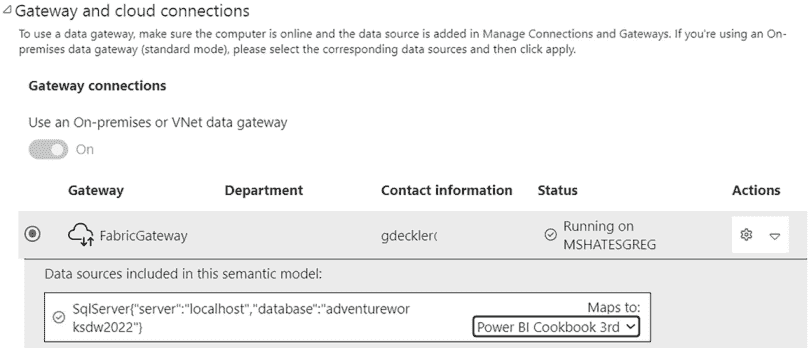 Gateway and cloud connections
To use a data gateway, make sure the computer is online and the data source is added in Manage Connections and Gateways. If you're using an On-
premises data gateway (standard mode), please select the corresponding data sources and then click apply.
Gateway connections
Use an On-premises or VNet data gateway
On
Gateway Department Contact information Status Actions
FabricGateway gdeckler( Running on
MSHATESGREG
Data sources included in this semantic model:
SqlServer{"server":"localhost","database":"adventurewo
rksdw2022"}
Maps to:
Power BI Cookbook 3rd